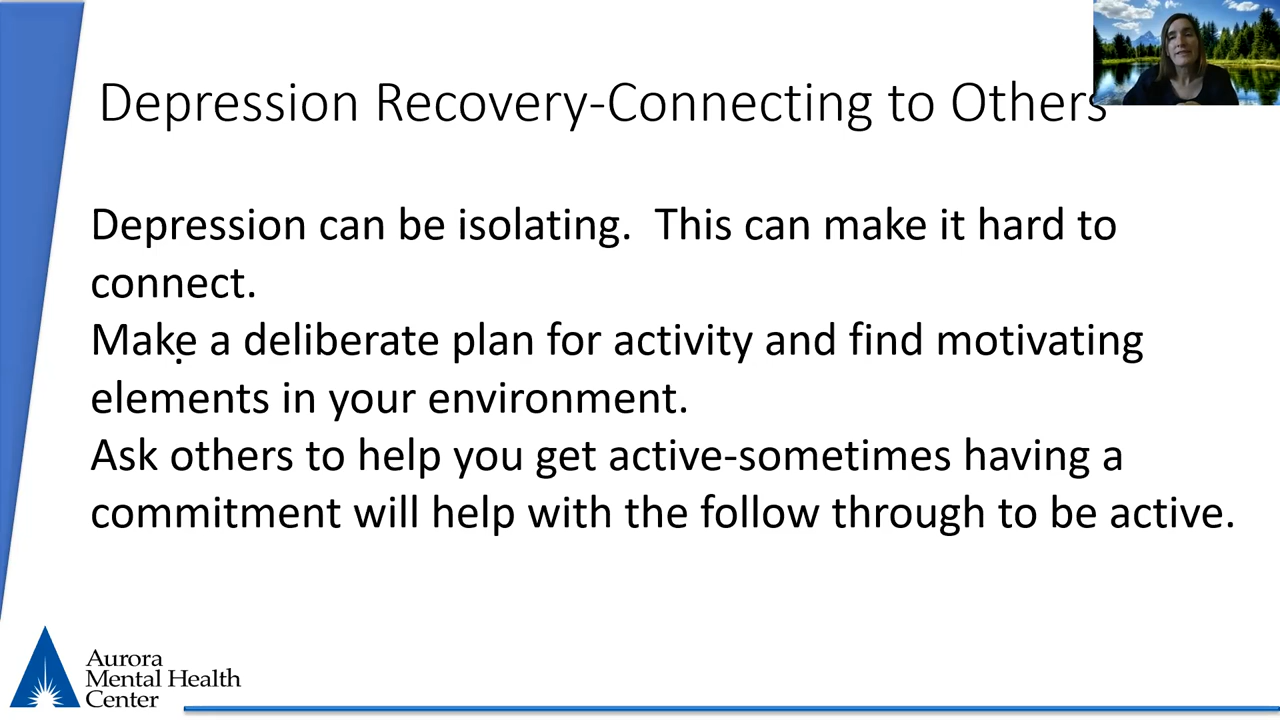 Depression Recovery-Connecting to Others
Depression can be isolating.  This can make it hard to
connect.
Make a deliberate plan for activity and find motivating
elements in your environment.
Ask others to help you get active-sometimes having a
commitment will help with the follow through to be active.
Aurora
Mental Health
Center